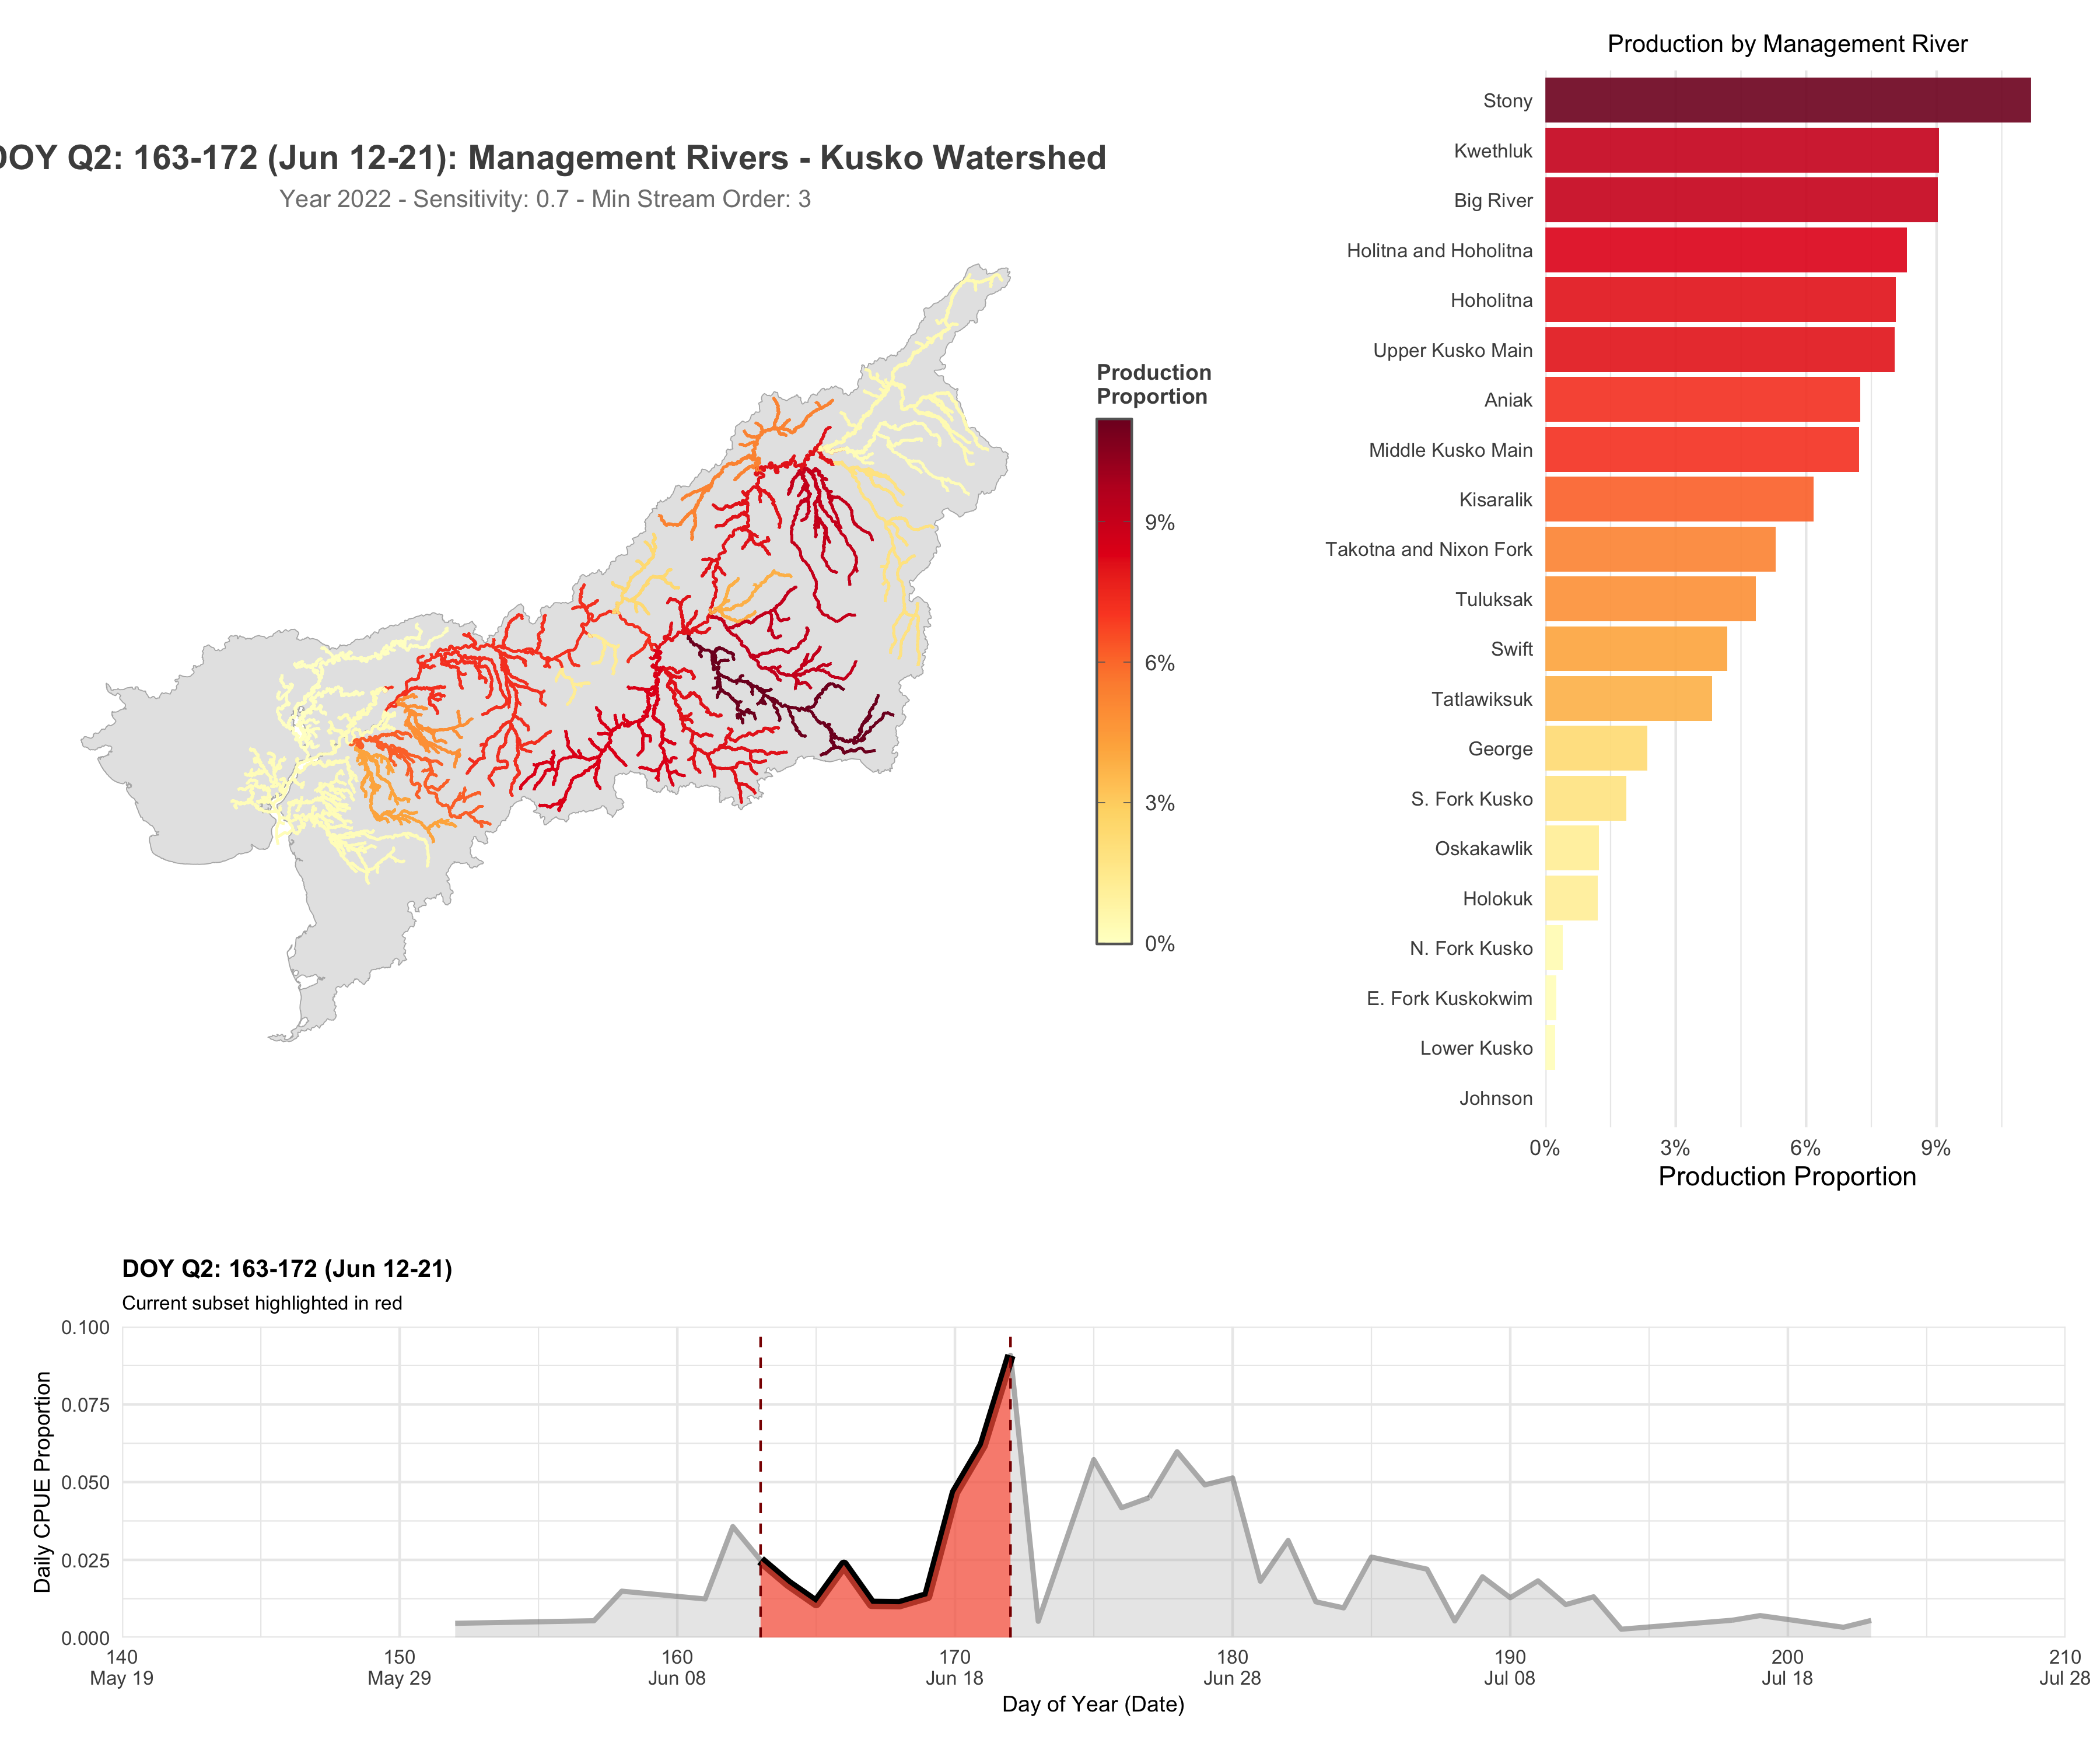 Production by Management River
OY Q2: 163-172 (Jun 12-21): Management Rivers - Kusko Watershed
Year 2022 - Sensitivity: 0.7 - Min Stream Order: 3
Production
Proportion
9%
6%
3%
0%
Stony
Kwethluk
Big River
Holitna and Hoholitna
Hoholitna
Upper Kusko Main
Aniak
Middle Kusko Main
Kisaralik
Takotna and Nixon Fork
Tuluksak
Swift
Tatlawiksuk
George
S. Fork Kusko
Oskakawlik
Holokuk
N. Fork Kusko
E. Fork Kuskokwim
Lower Kusko
Johnson
0% 3% 6% 9%
Production Proportion
DOY Q2: 163-172 (Jun 12-21)
Current subset highlighted in red
Daily CPUE Proportion
0.100
0.075
0.050
0.025
0.000
140 150 160 170 180 190 200 210
May 19 May 29 Jun 08 Jun 18 Jun 28 Jul 08 Jul 18 Jul 28
Day of Year (Date)